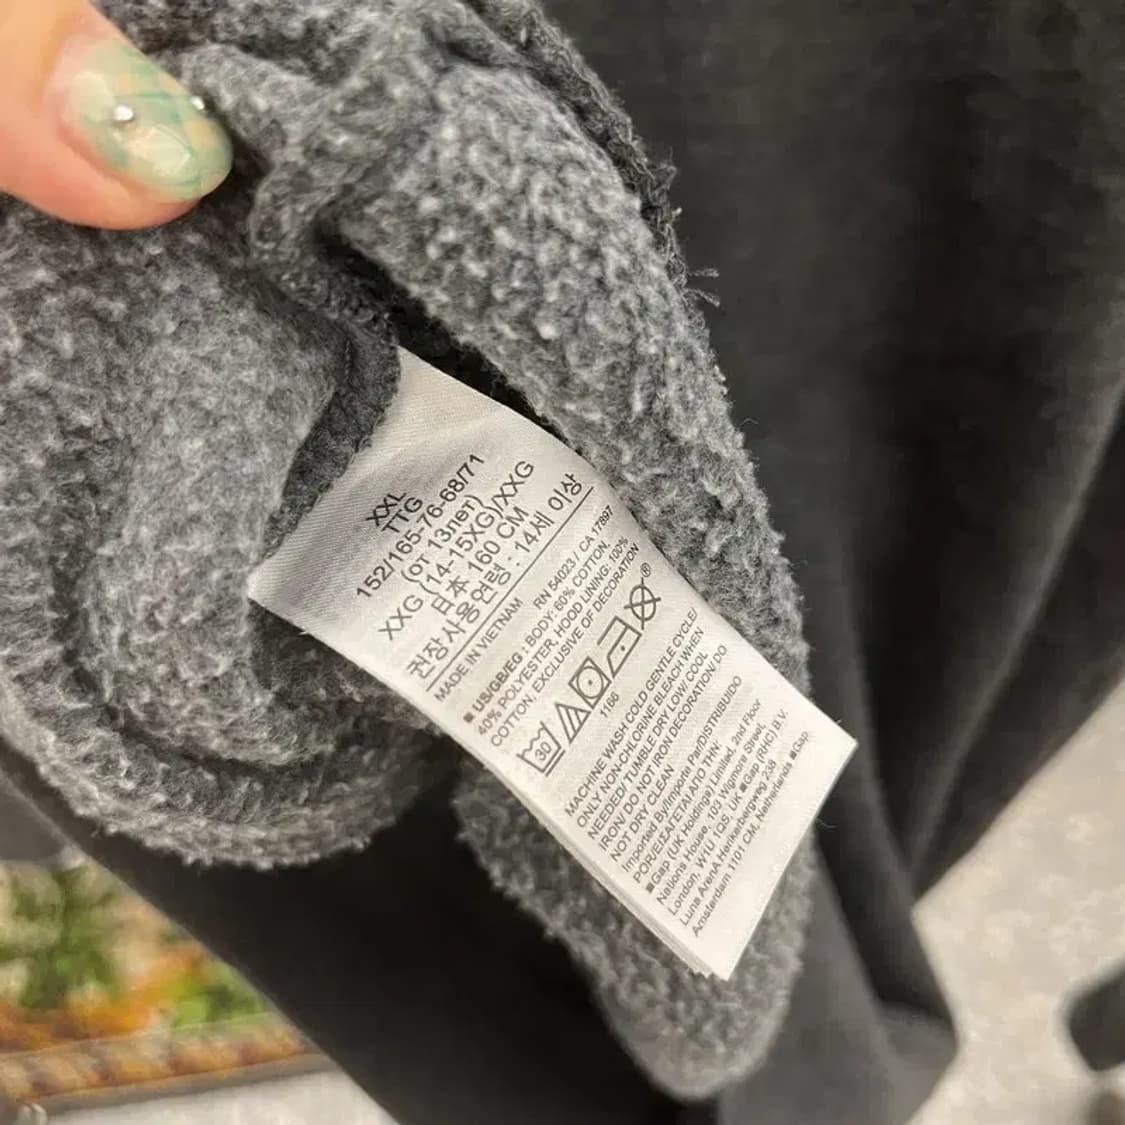 XXL
TTG
152/165-76-68/71
(от 13лет)
XXG (14-15XG)/XXG
日本 160 CM
권장사용연령 : 14세 이상
MADE IN VIETNAM RN 54023 / CA 17897
■ US/GB/EG : BODY: 60% COTTON,
40% POLYESTER, HOOD LINING: 100%
COTTON, EXCLUSIVE OF DECORATION
30 ®
1166
MACHINE WASH COLD GENTLE CYCLE/
ONLY NON-CHLORINE BLEACH WHEN
NEEDED/ TUMBLE DRY LOW/ COOL
IRON/ DO NOT IRON DECORATION/ DO
NOT DRY CLEAN
Imported By/Importé Par/DISTRIBUIDO
POR/ΕΙΣΑΓΕΤΑΙ ΑΠΟ ΤΗΝ:
■Gap (UK Holdings) Limited, 2nd Floor
Nations House, 103 Wigmore Street,
London, W1U 1QS, UK ■Gap (RHC) B.V.
Luna ArenA Herikerbergweg 238
Amsterdam 1101 CM, Netherlands ■Gap